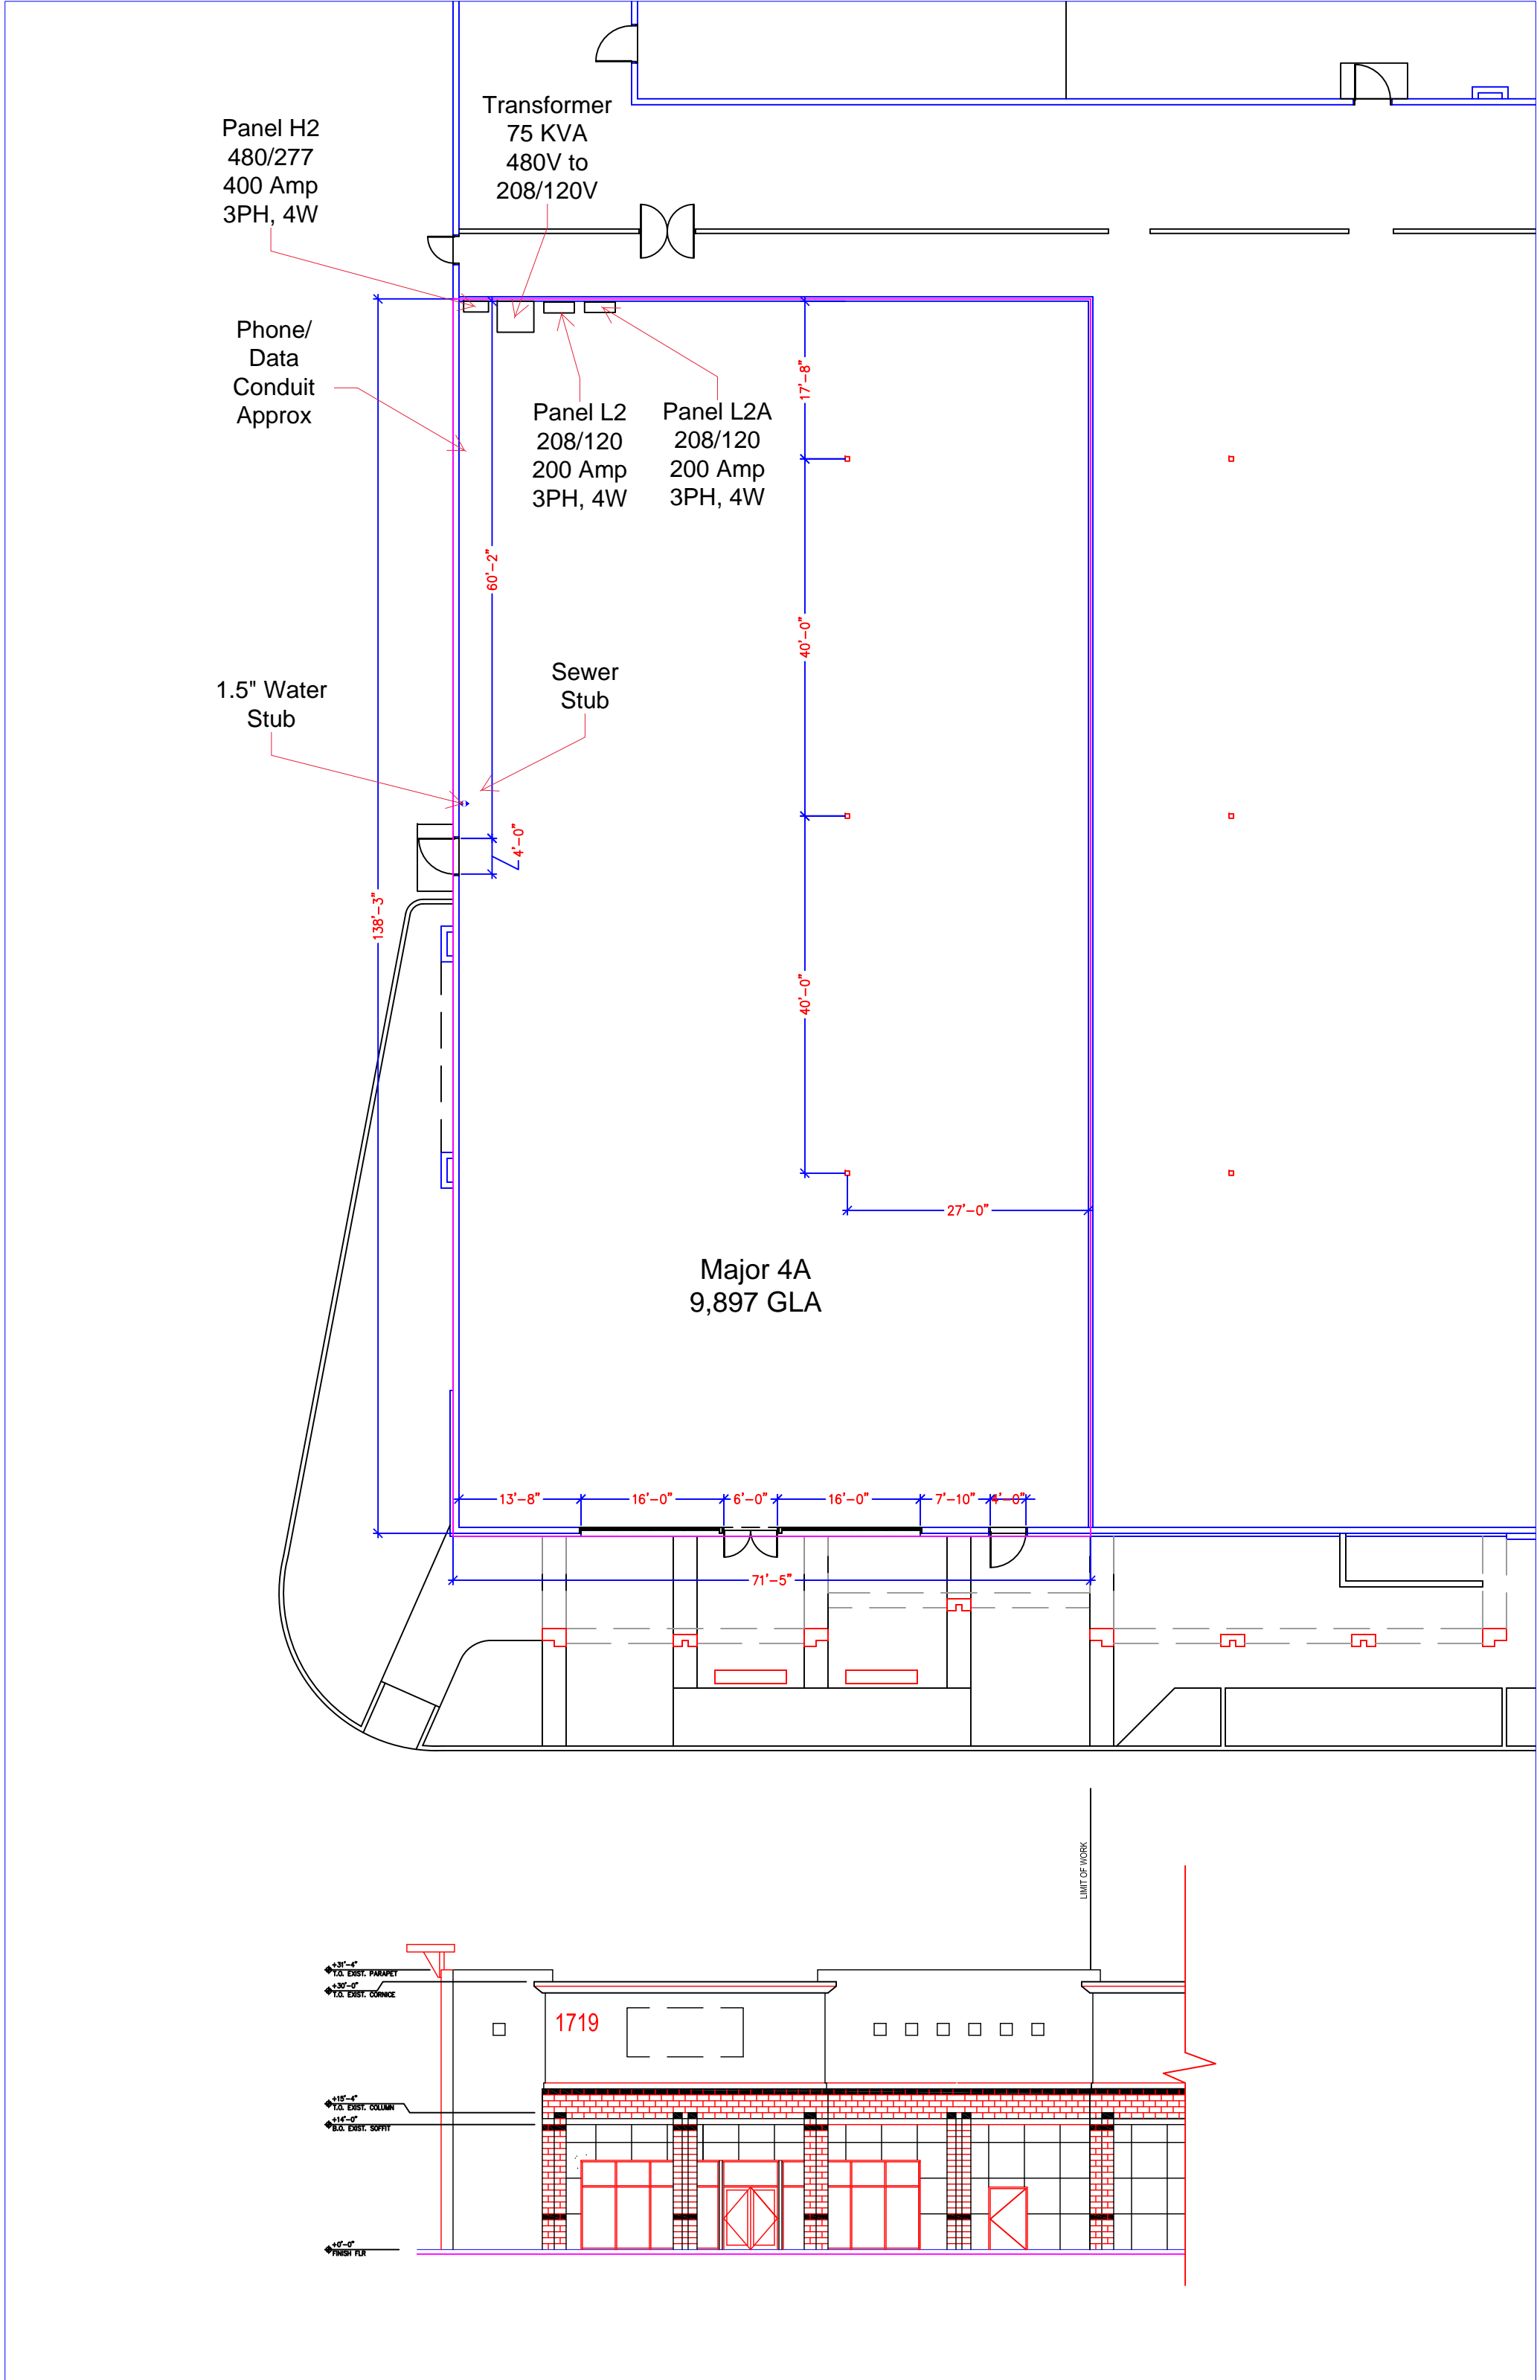 Transformer
75 KVA
480V to
208/120V
Panel H2
480/277
400 Amp
3PH, 4W
Phone/
Data
Conduit
Approx
17'-8"
Panel L2
208/120
200 Amp
3PH, 4W
Panel L2A
208/120
200 Amp
3PH, 4W
60'-2"
40'-0"
Sewer
Stub
1.5" Water
Stub
4'-0"
138'-3"
40'-0"
27'-0"
Major 4A
9,897 GLA
13'-8"
16'-0"
6'-0"
16'-0"
7'-10"
4'-0"
71'-5"
LIMIT OF WORK
+31'-4"
T.O. EXIST. PARAPET
+30'-0"
T.O. EXIST. CORNICE
1719
+15'-4"
T.O. EXIST. COLUMN
+14'-0"
B.O. EXIST. SOFFIT
+0'-0"
FINISH FLR